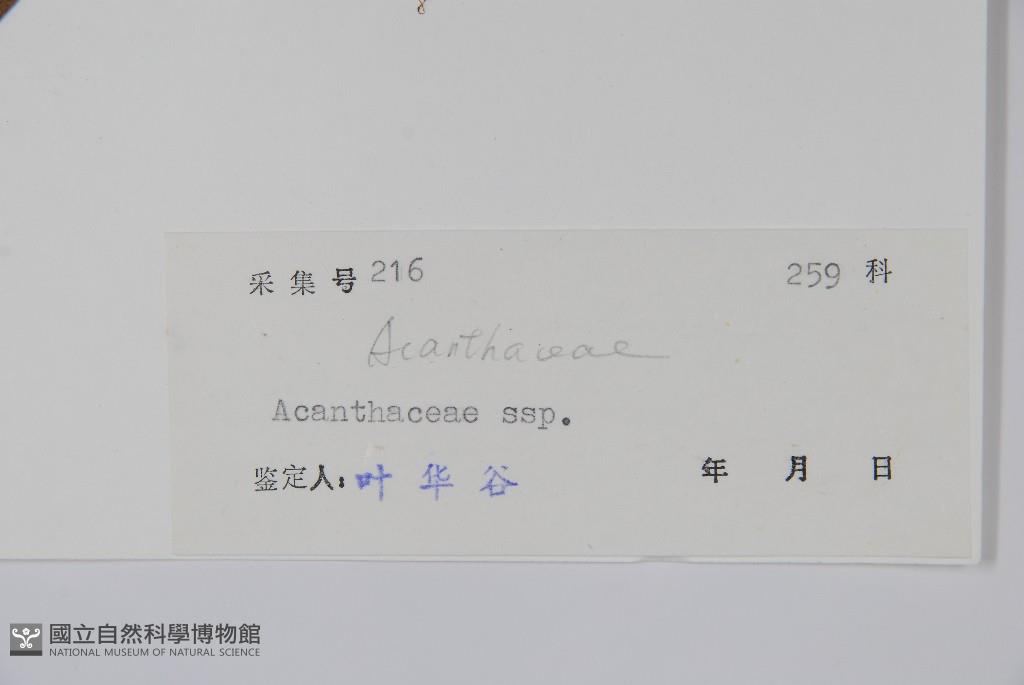 采集号 216 259 科
Acanthaceae
Acanthaceae ssp.
鉴定人: 叶华谷 年 月 日
國立自然科學博物館
NATIONAL MUSEUM OF NATURAL SCIENCE